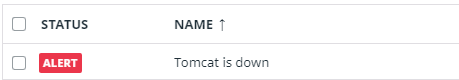 STATUS NAME ↑
ALERT Tomcat is down